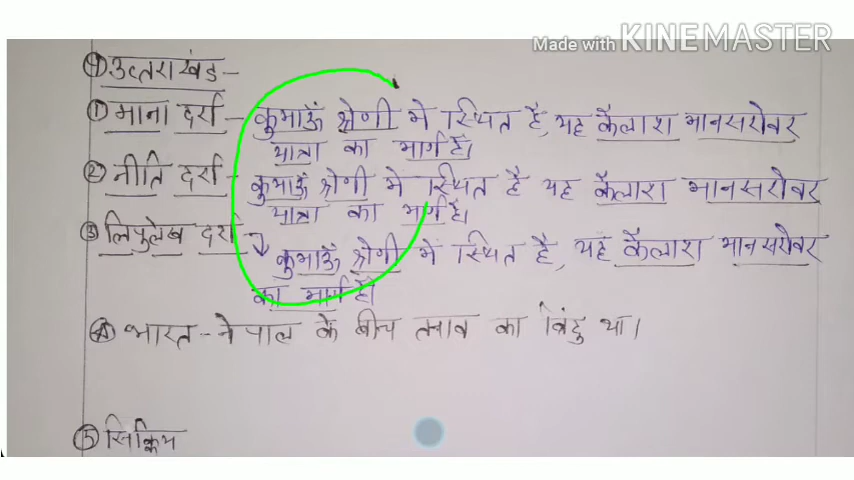 Made with KINEMASTER
④ उत्तराखंड -
① माना दर्रा - कुमाऊँ श्रेणी मे स्थित है, यह कैलाश मानसरोवर
यात्रा का मार्ग है।
② नीति दर्रा - कुमाऊँ श्रेणी मे स्थित है यह कैलाश मानसरोवर
यात्रा का मार्ग है।
③ लिपुलेख दर्रा - कुमाऊँ श्रेणी मे स्थित है, यह कैलाश मानसरोवर
का मार्ग है।
भारत - नेपाल के बीच तनाव का बिंदु था।
⑤ सिक्किम